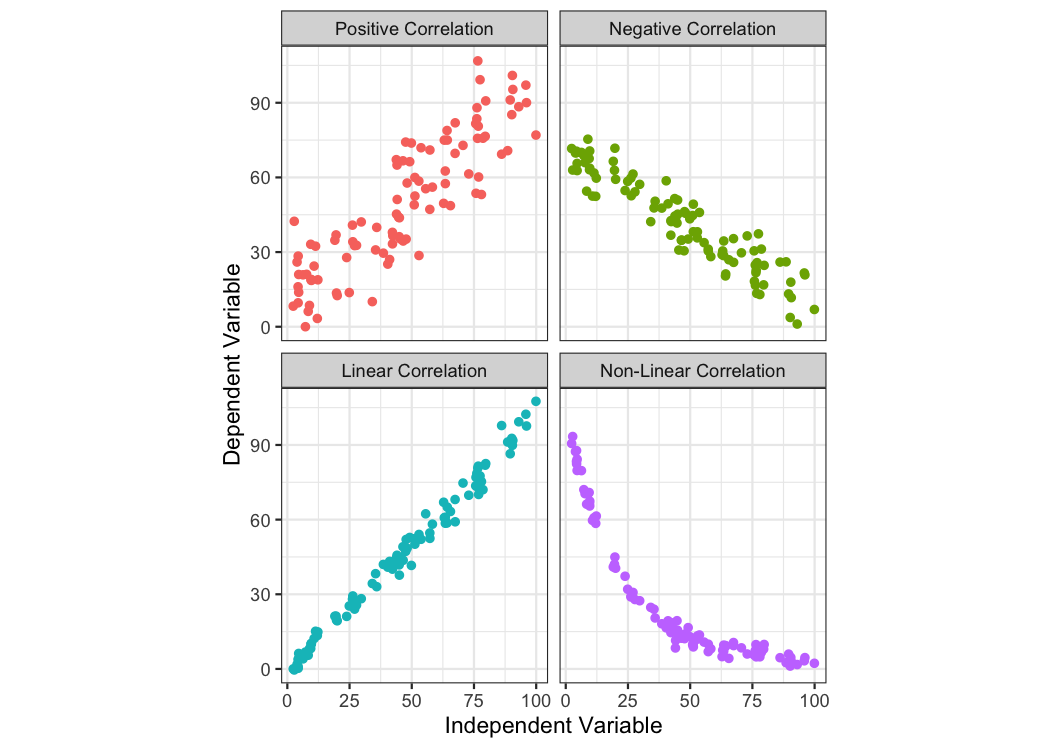 Positive Correlation
Negative Correlation
90
60
30
0
Linear Correlation
Non-Linear Correlation
90
60
30
0
0 25 50 75 100
0 25 50 75 100
Dependent Variable
Independent Variable